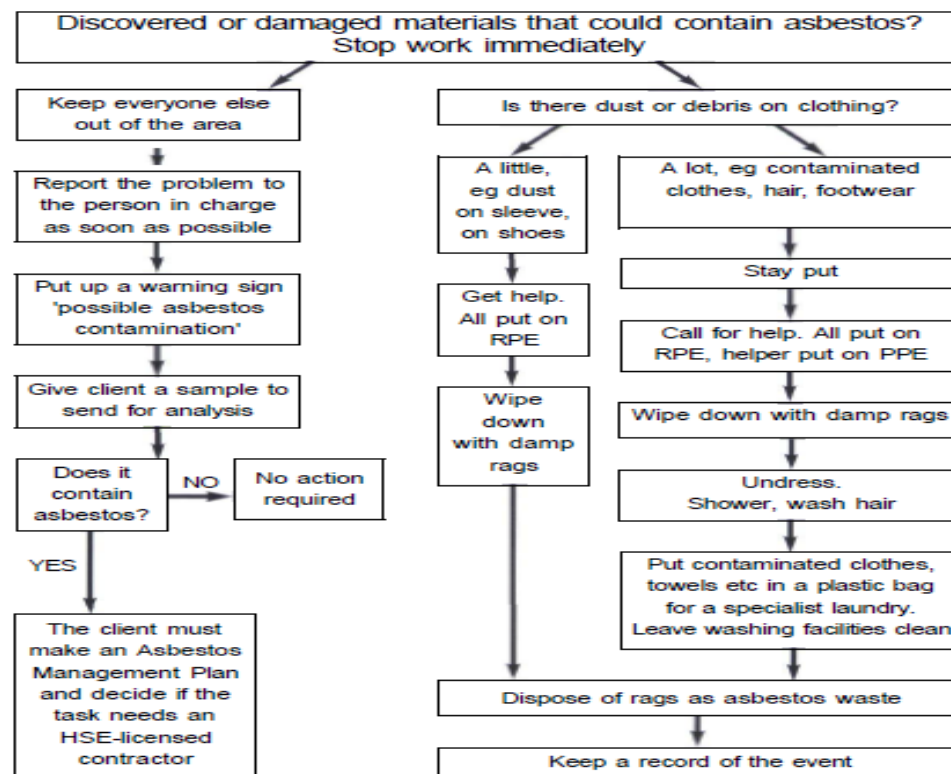 Discovered or damaged materials that could contain asbestos?
Stop work immediately
Keep everyone else
out of the area
Report the problem to
the person in charge
as soon as possible
Put up a warning sign
'possible asbestos
contamination'
Give client a sample to
send for analysis
Does it
contain
asbestos?
NO
No action
required
YES
The client must
make an Asbestos
Management Plan
and decide if the
task needs an
HSE-licensed
contractor
Is there dust or debris on clothing?
A little,
eg dust
on sleeve,
on shoes
Get help.
All put on
RPE
Wipe
down
with damp
rags
A lot, eg contaminated
clothes, hair, footwear
Stay put
Call for help. All put on
RPE, helper put on PPE
Wipe down with damp rags
Undress.
Shower, wash hair
Put contaminated clothes,
towels etc in a plastic bag
for a specialist laundry.
Leave washing facilities clean
Dispose of rags as asbestos waste
Keep a record of the event